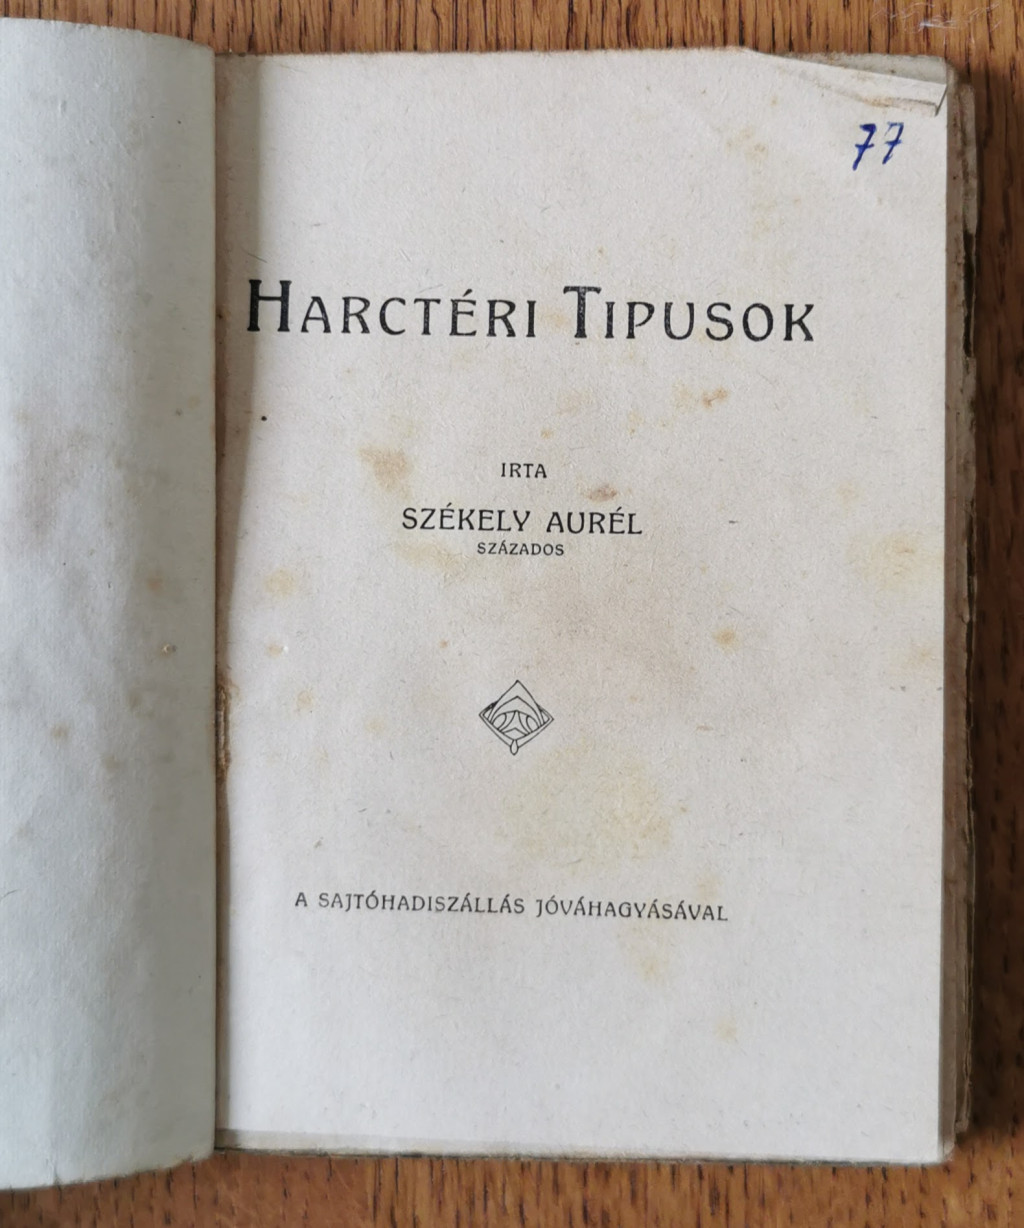 77
HARCTÉRI TIPUSOK
IRTA
SZÉKELY AURÉL
SZÁZADOS
A SAJTÓHADISZÁLLÁS JÓVÁHAGYÁSÁVAL